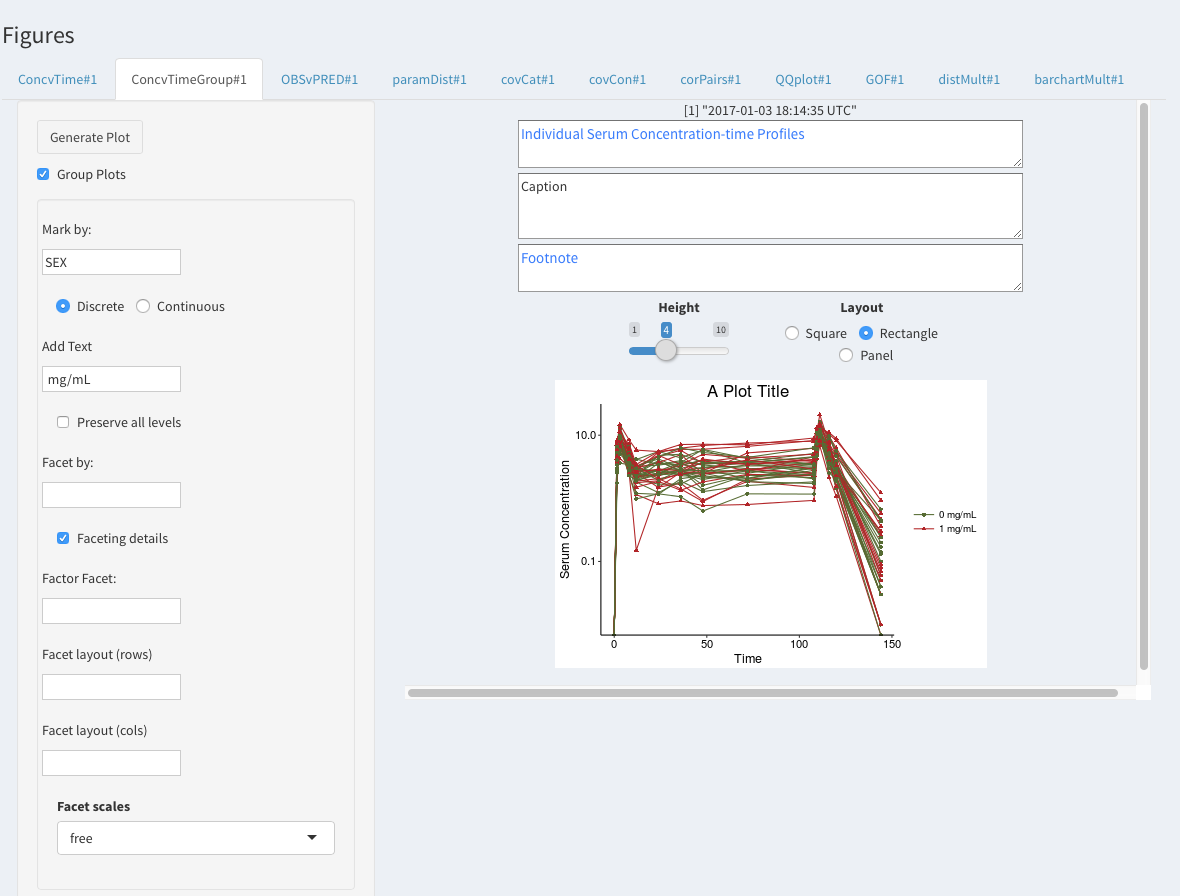 Figures
ConcvTime#1 ConcvTimeGroup#1 OBSvPRED#1 paramDist#1 covCat#1 covCon#1 corPairs#1 QQplot#1 GOF#1 distMult#1 barchartMult#1
Generate Plot
Group Plots
Mark by:
SEX
Discrete Continuous
Add Text
mg/mL
Preserve all levels
Facet by:
Faceting details
Factor Facet:
Facet layout (rows)
Facet layout (cols)
Facet scales
free
[1] "2017-01-03 18:14:35 UTC"
Individual Serum Concentration-time Profiles
Caption
Footnote
Height
1 4 10
Layout
Square Rectangle
Panel
A Plot Title
Serum Concentration
10.0
0.1
0 50 100 150
Time
0 mg/mL
1 mg/mL